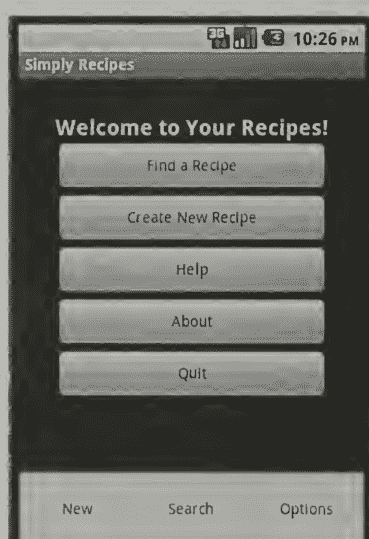 3G
10:26 PM
Simply Recipes
Welcome to Your Recipes!
Find a Recipe
Create New Recipe
Help
About
Quit
New Search Options